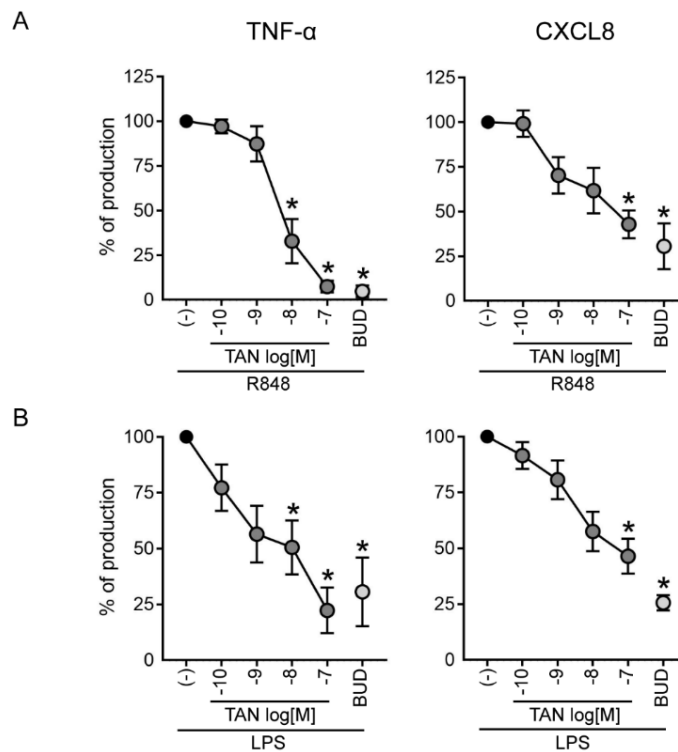 A
TNF-α
CXCL8
% of production
125
100
75
50
25
0
*
*
*
(-)
-10
-9
-8
-7
BUD
TAN log[M]
R848
125
100
75
50
25
0
*
*
(-)
-10
-9
-8
-7
BUD
TAN log[M]
R848
B
% of production
100
75
50
25
0
*
*
*
(-)
-10
-9
-8
-7
BUD
TAN log[M]
LPS
100
75
50
25
0
*
*
(-)
-10
-9
-8
-7
BUD
TAN log[M]
LPS